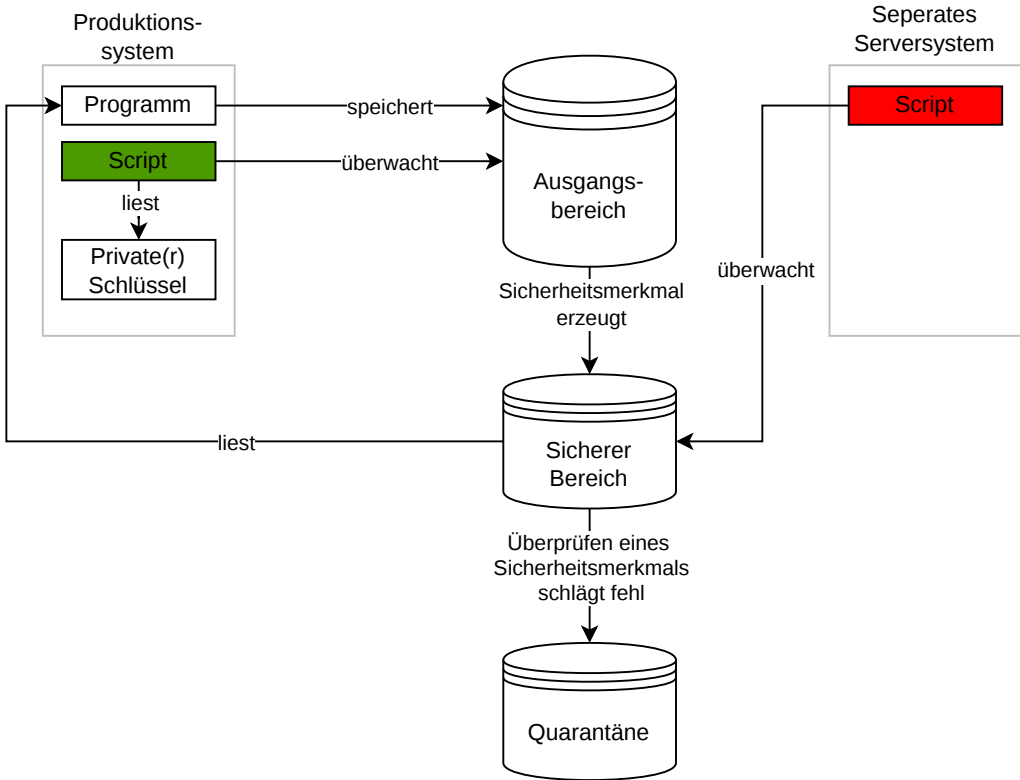 Produktions-
system
Programm
Script
liest
Private(r)
Schlüssel
speichert
überwacht
Ausgangs-
bereich
Sicherheitsmerkmal
erzeugt
Seperates
Serversystem
Script
überwacht
liest
Sicherer
Bereich
Überprüfen eines
Sicherheitsmerkmals
schlägt fehl
Quarantäne